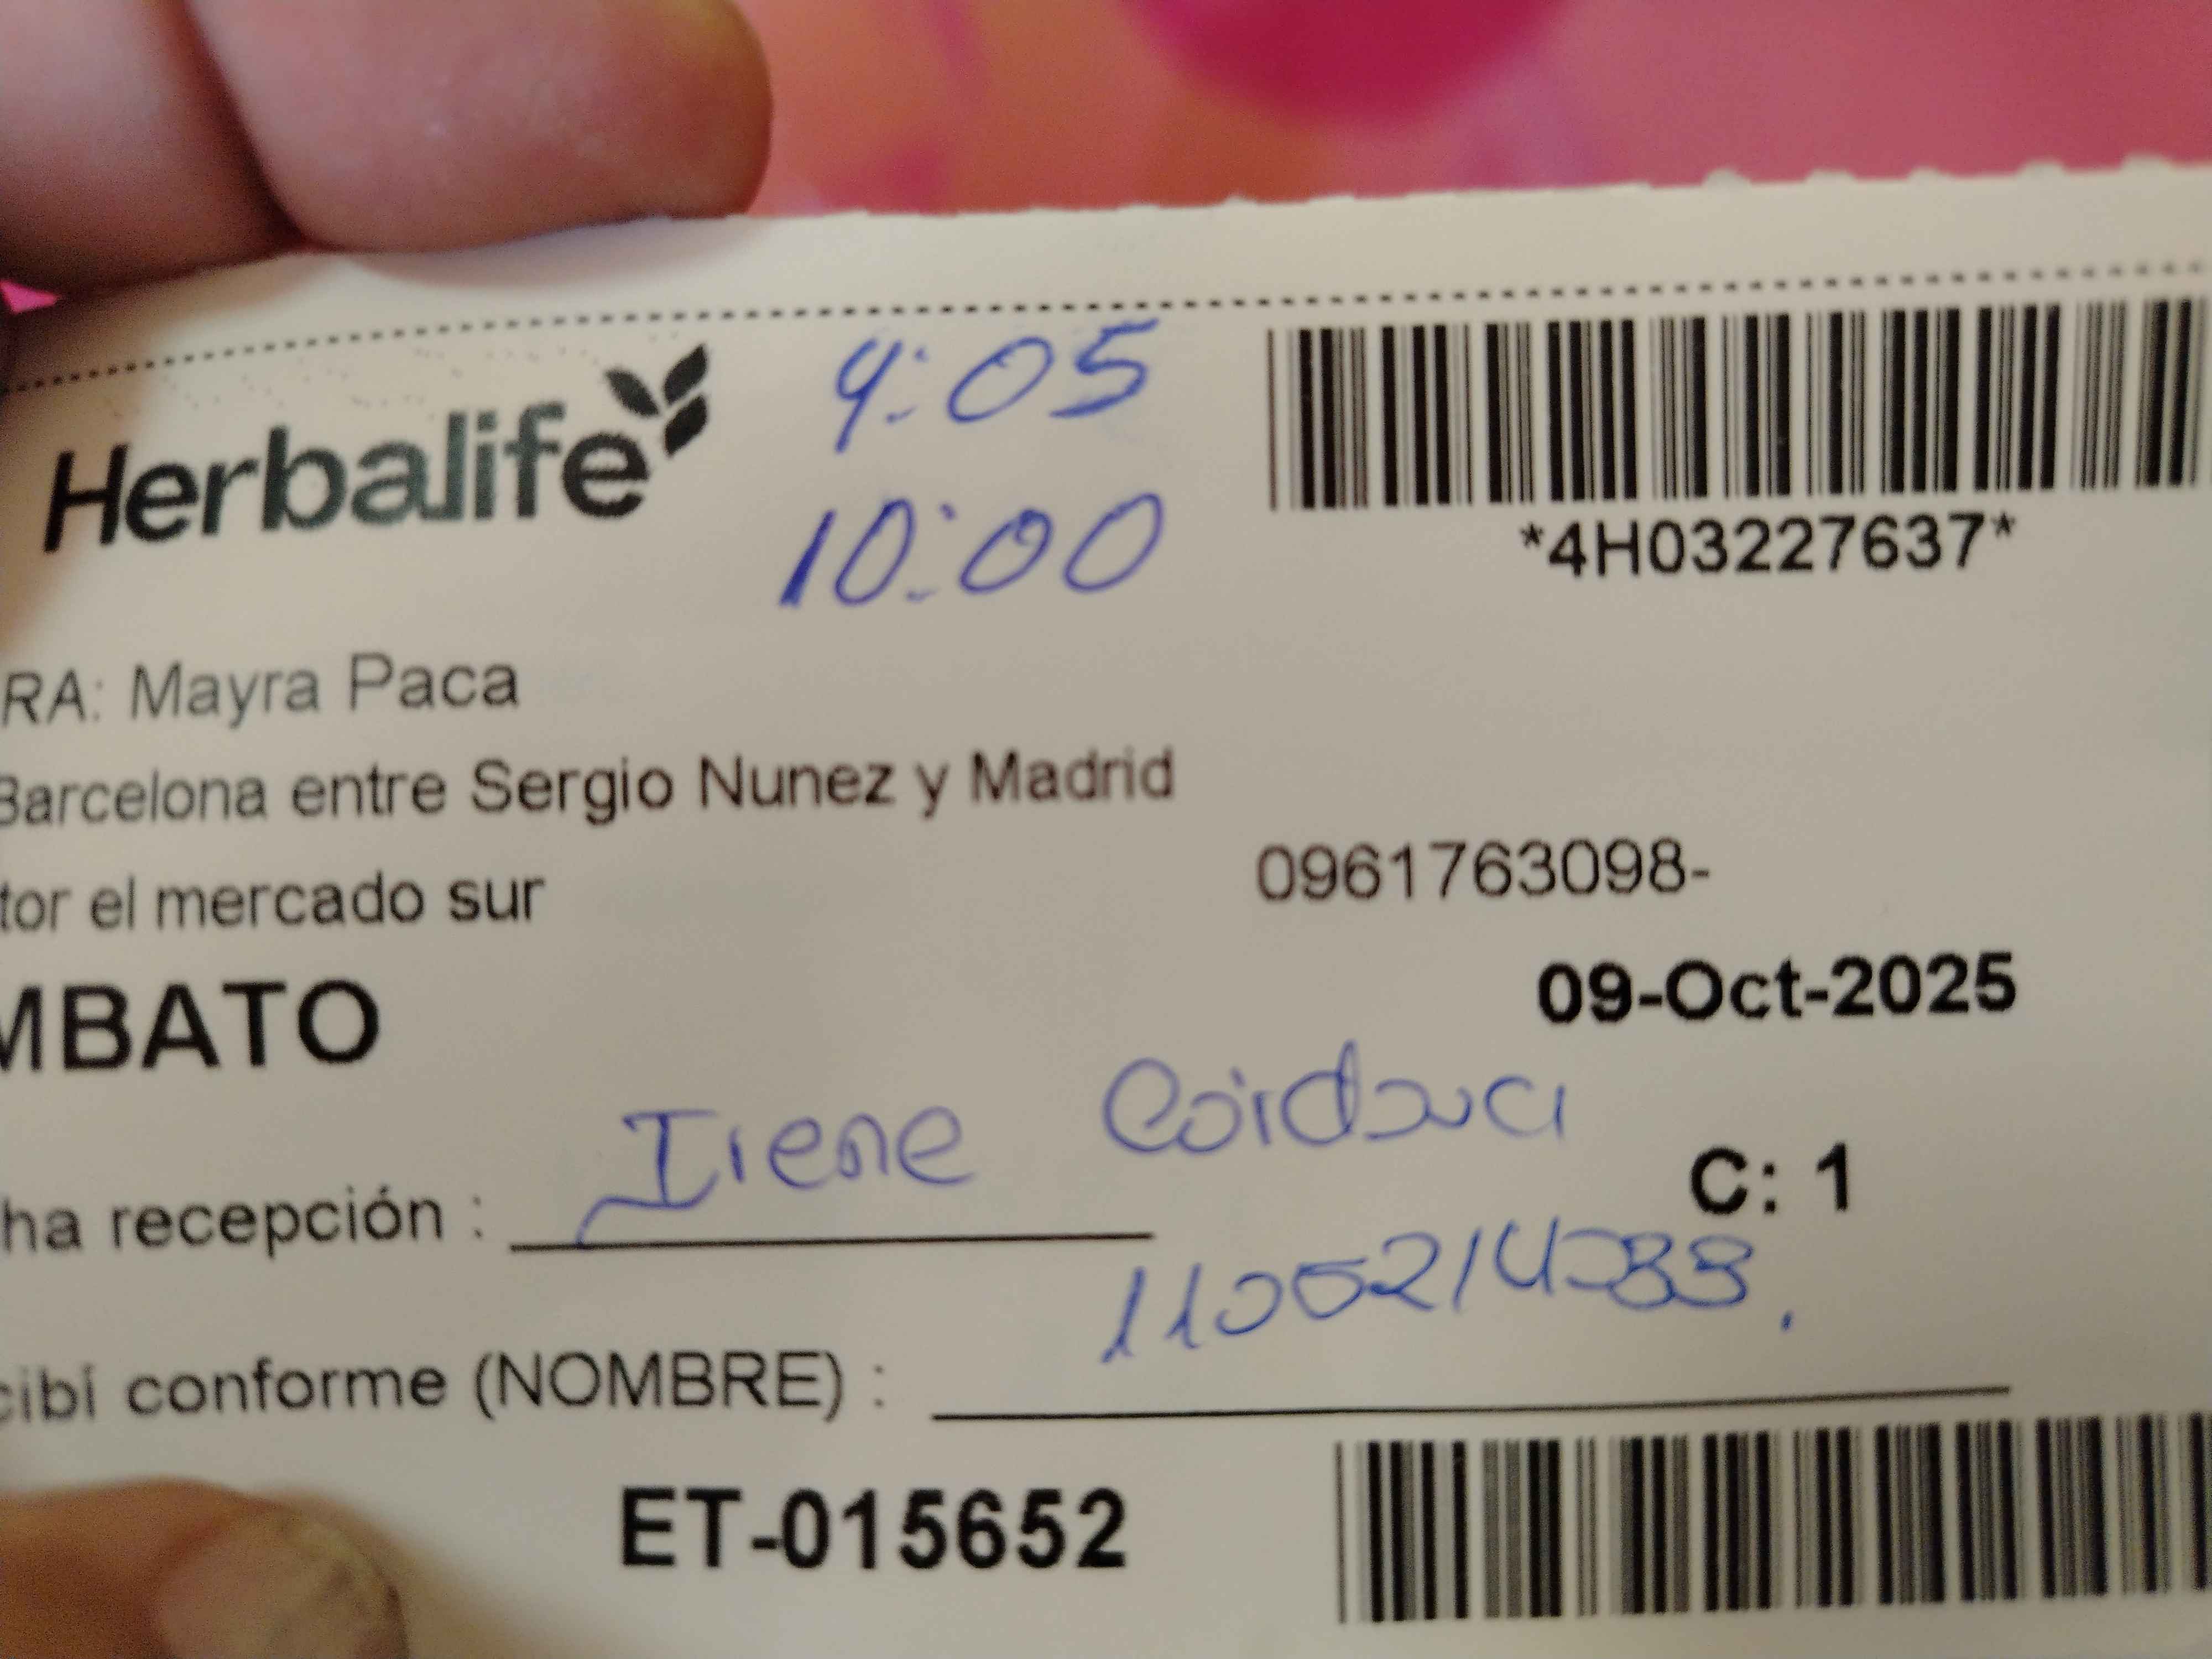 Herbalife
9:05
10:00
*4H03227637*
RA: Mayra Paca
Barcelona entre Sergio Nunez y Madrid
tor el mercado sur
0961763098-
MBATO
09-Oct-2025
Irene
C: 1
ha recepción :
cibí conforme (NOMBRE) :
ET-015652